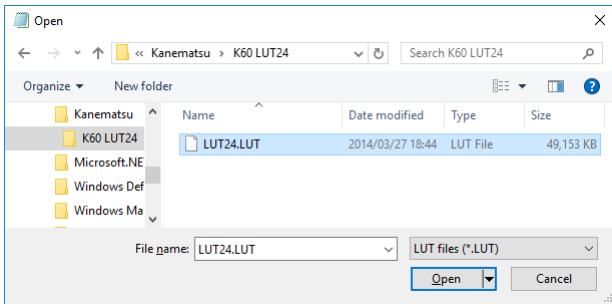 Open
« Kanematsu › K60 LUT24
Search K60 LUT24
Organize
New folder
Name
Date modified
Type
Size
Kanematsu
K60 LUT24
Microsoft.NE
Windows Def
Windows Ma
LUT24.LUT
2014/03/27 18:44
LUT File
49,153 KB
File name:
LUT24.LUT
LUT files (*.LUT)
Open
Cancel